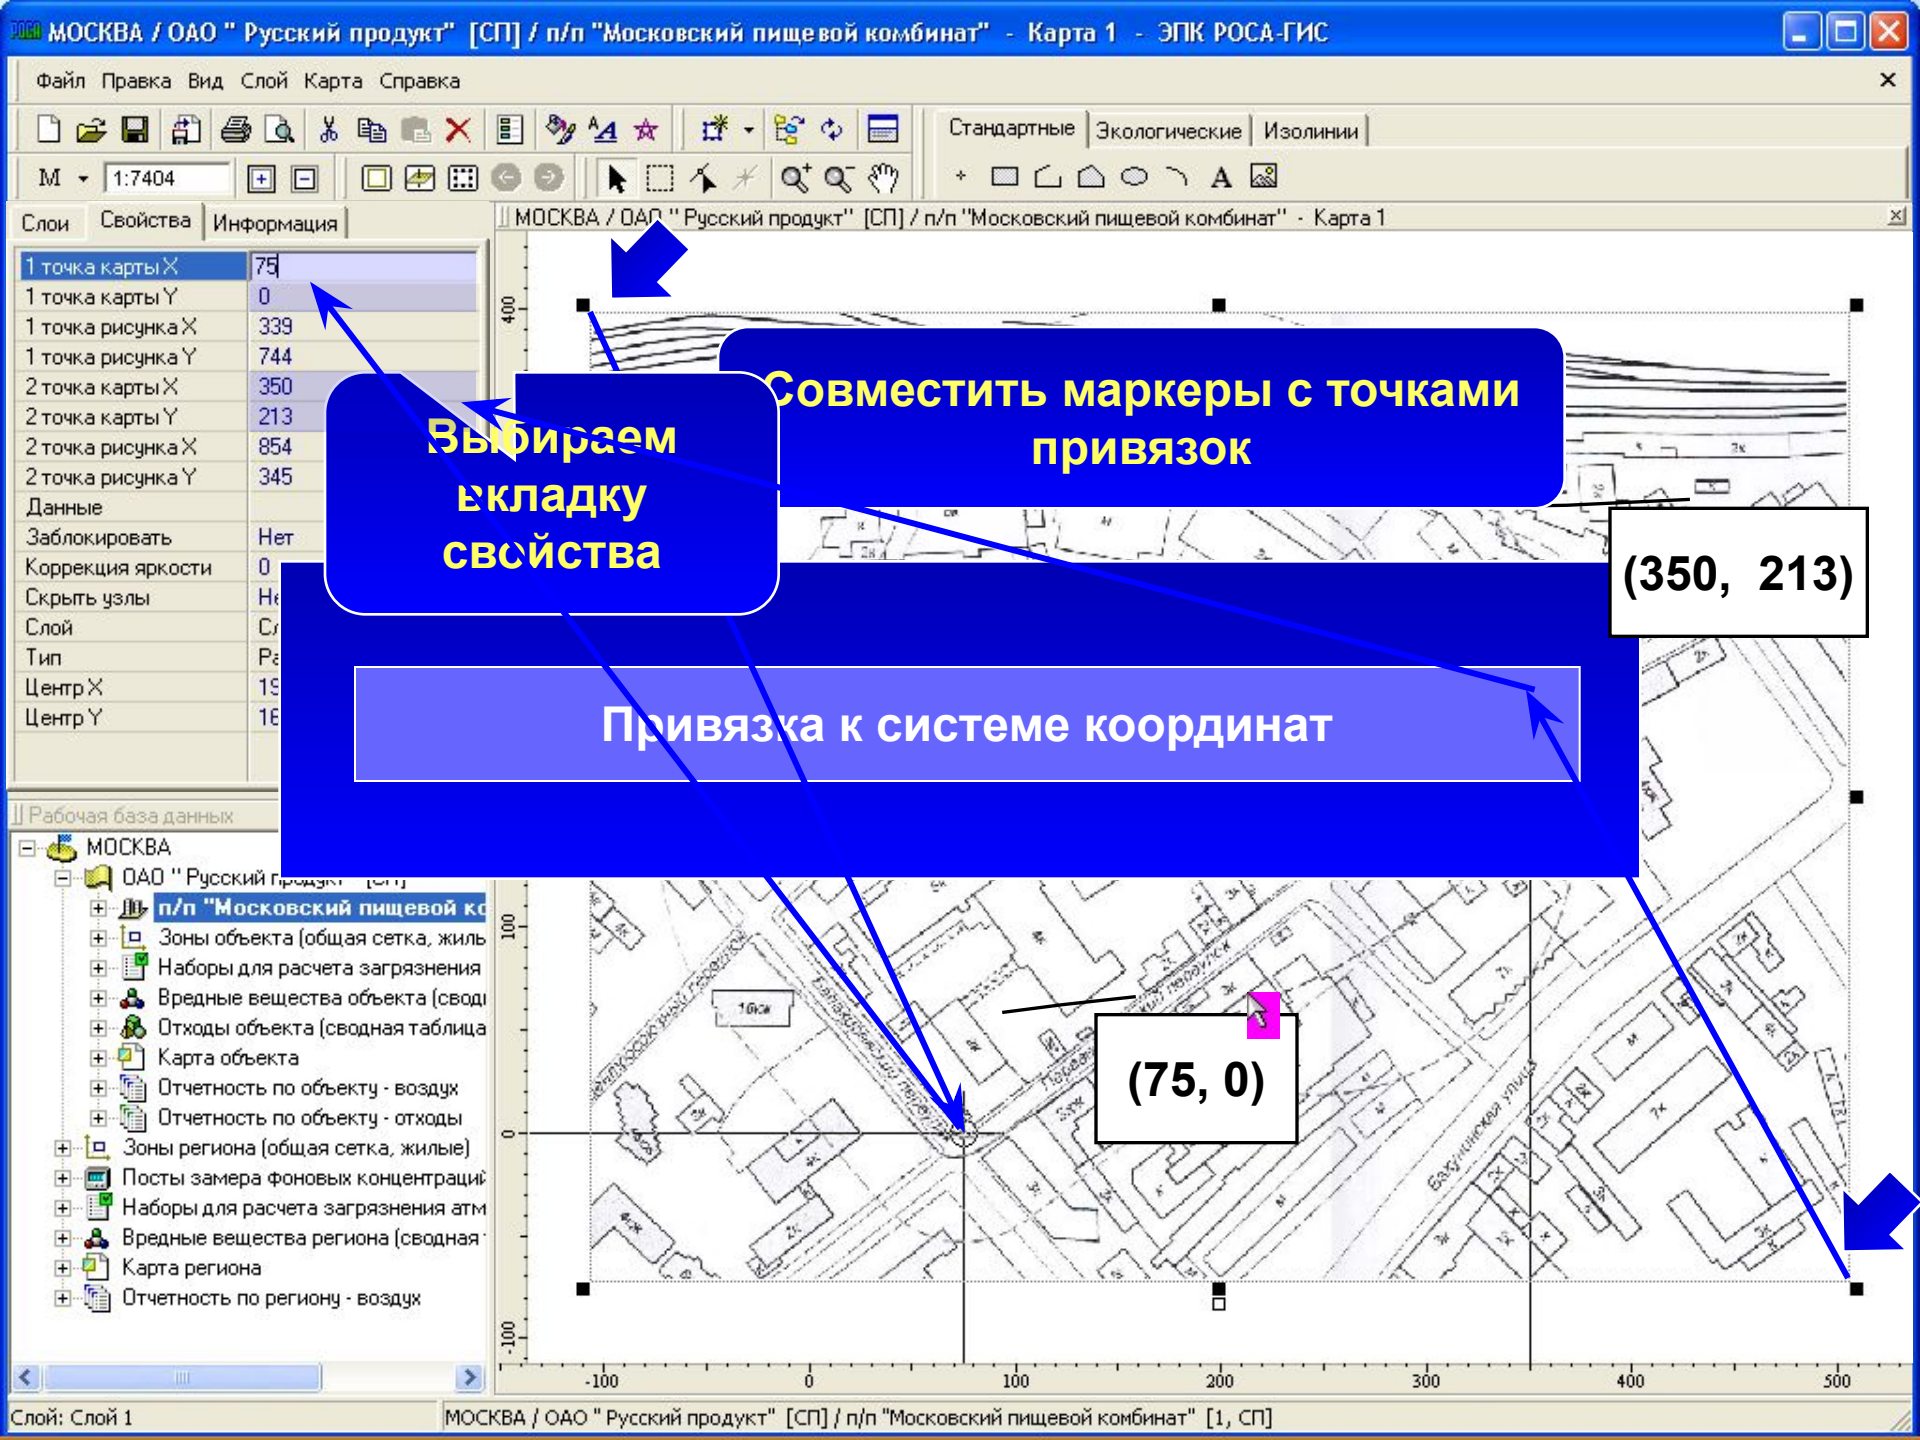 МОСКВА / ОАО " Русский продукт" [СП] / п/п "Московский пищевой комбинат" - Карта 1 - ЭПК РОСА-ГИС
Файл Правка Вид Слой Карта Справка
Стандартные Экологические Изолинии
М 1:7404
Слои Свойства Информация
МОСКВА / ОАО " Русский продукт" [СП] / п/п "Московский пищевой комбинат" - Карта 1
1 точка карты X 75
1 точка карты Y 0
1 точка рисунка X 339
1 точка рисунка Y 744
2 точка карты X 350
2 точка карты Y 213
2 точка рисунка X 854
2 точка рисунка Y 345
Данные
Заблокировать Нет
Коррекция яркости 0
Скрыть узлы
Слой
Тип
Центр X
Центр Y
Совместить маркеры с точками
привязок
Выбираем
вкладку
свойства
(350, 213)
Привязка к системе координат
(75, 0)
Рабочая база данных
МОСКВА
ОАО " Русский продукт" [СП]
п/п "Московский пищевой
Зоны объекта (общая сетка,
Наборы для расчета загрязнения
Вредные вещества объекта
Отходы объекта (сводная таблица
Карта объекта
Отчетность по объекту - воздух
Отчетность по объекту - отходы
Зоны региона (общая сетка, жилые)
Посты замера фоновых
Наборы для расчета загрязнения
Вредные вещества региона (сводная
Карта региона
Отчетность по региону - воздух
400
100
0
-100
-100 0 100 200 300 400 500
Бакунинская улица
Слой: Слой 1
МОСКВА / ОАО " Русский продукт" [СП] / п/п "Московский пищевой комбинат" [1, СП]